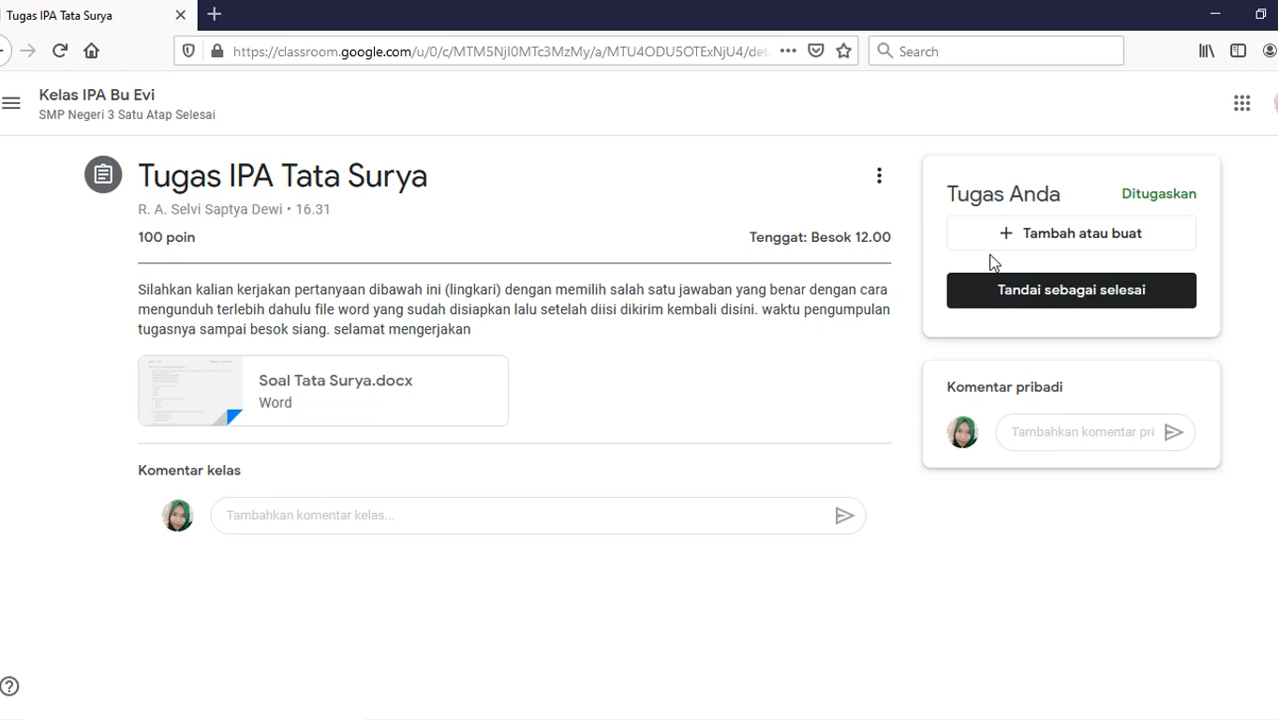 Tugas IPA Tata Surya
https://classroom.google.com/u/0/c/MTM5NjI0MTc3MzMy/a/MTU4ODU5OTExNjU4/det
Search
Kelas IPA Bu Evi
SMP Negeri 3 Satu Atap Selesai
Tugas IPA Tata Surya
R. A. Selvi Saptya Dewi • 16.31
100 poin
Tenggat: Besok 12.00
Silahkan kalian kerjakan pertanyaan dibawah ini (lingkari) dengan memilih salah satu jawaban yang benar dengan cara
mengunduh terlebih dahulu file word yang sudah disiapkan lalu setelah diisi dikirim kembali disini. waktu pengumpulan
tugasnya sampai besok siang. selamat mengerjakan
Soal Tata Surya.docx
Word
Komentar kelas
Tambahkan komentar kelas...
Tugas Anda
Ditugaskan
+ Tambah atau buat
Tandai sebagai selesai
Komentar pribadi
Tambahkan komentar pri